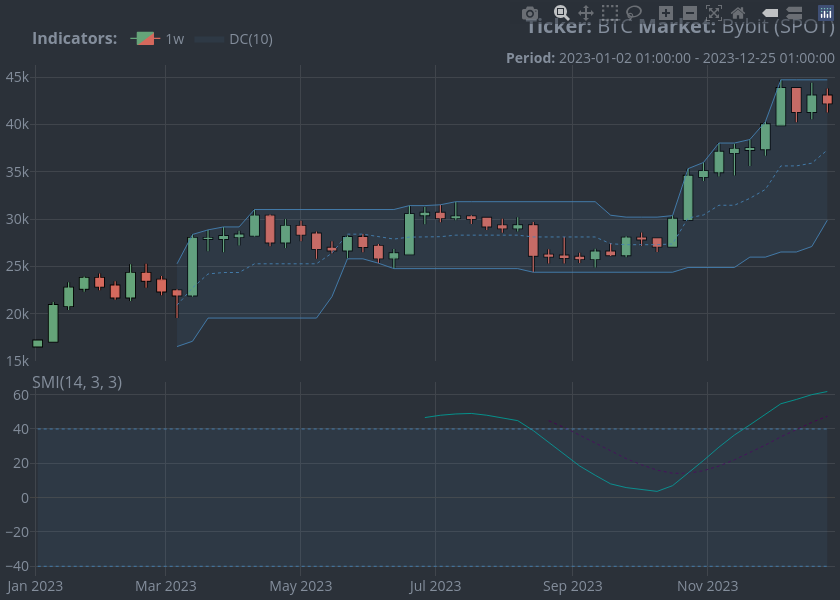 Ticker: BTC Market: Bybit (SPOT)
Indicators: 1w DC(10)
Period: 2023-01-02 01:00:00 - 2023-12-25 01:00:00
45k
40k
35k
30k
25k
20k
15k
SMI(14, 3, 3)
60
40
20
0
−20
−40
Jan 2023 Mar 2023 May 2023 Jul 2023 Sep 2023 Nov 2023